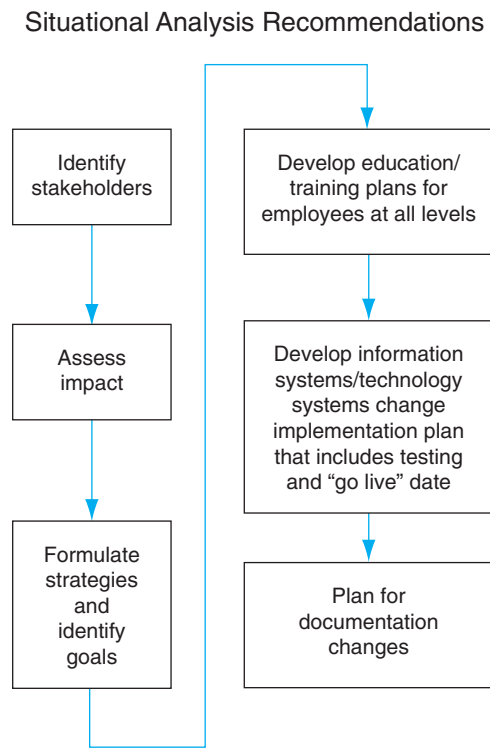 Situational Analysis Recommendations
Identify
stakeholders
Assess
impact
Formulate
strategies
and
identify
goals
Develop education/
training plans for
employees at all levels
Develop information
systems/technology
systems change
implementation plan
that includes testing
and “go live” date
Plan for
documentation
changes